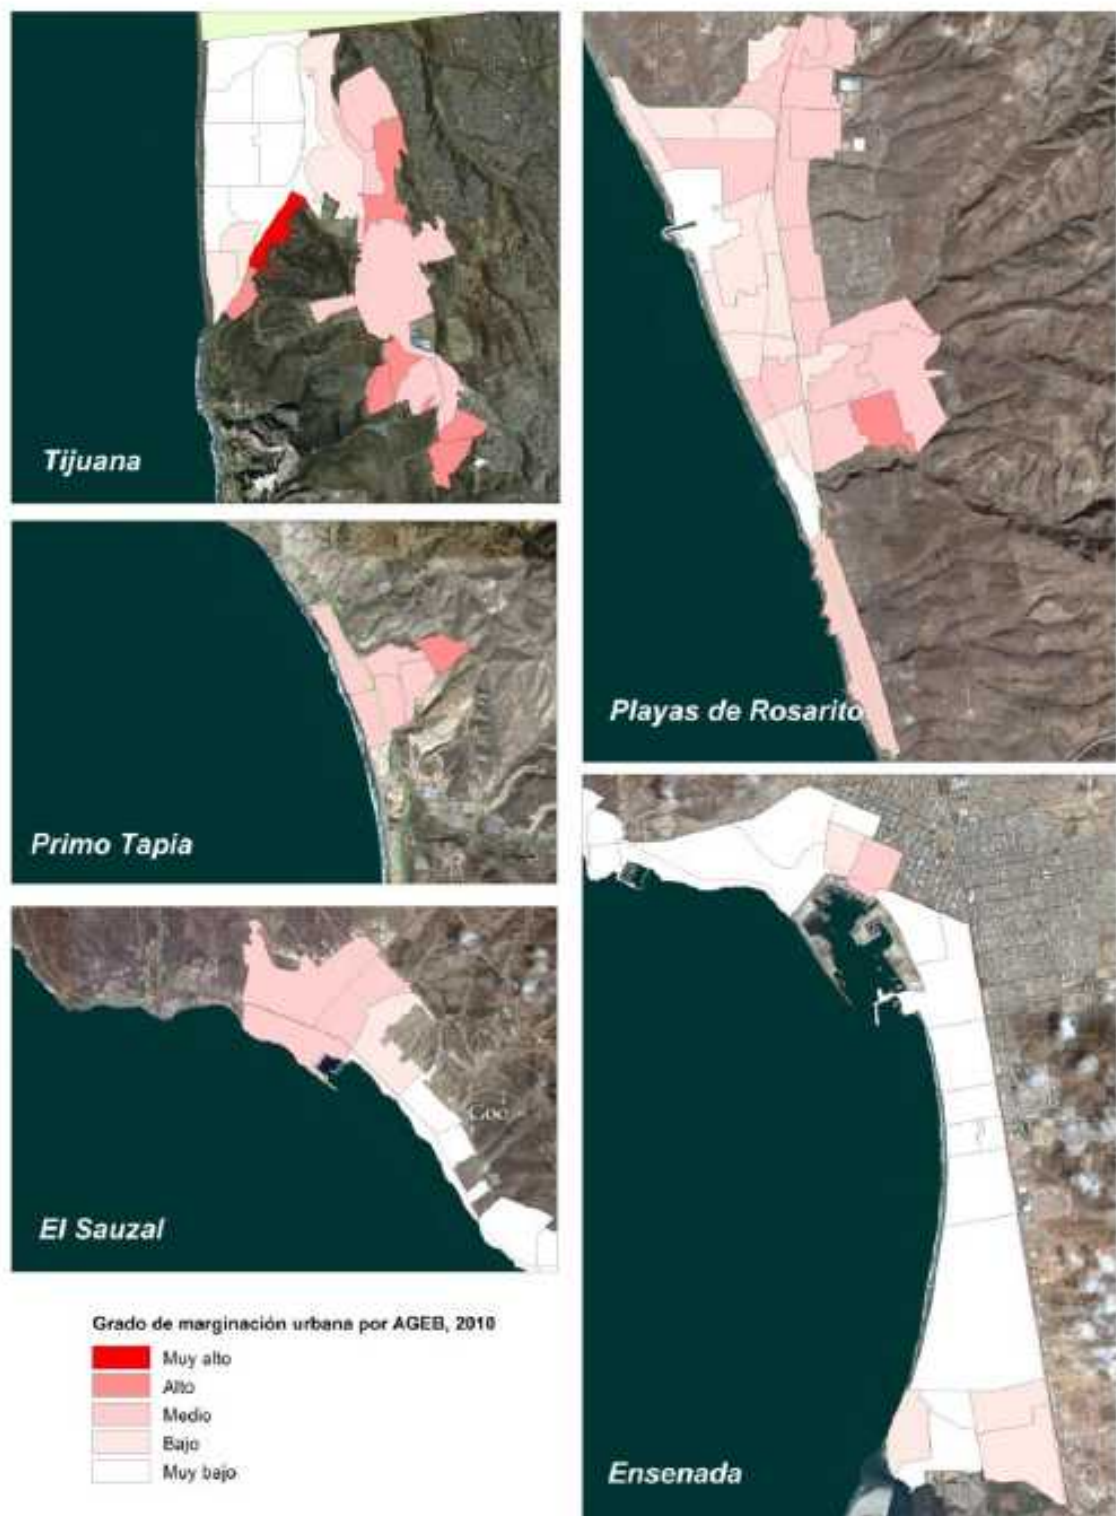 Tijuana
Playas de Rosarito
Primo Tapia
El Sauzal
Goo
Ensenada
Grado de marginación urbana por AGEB, 2010
Muy alto
Alto
Medio
Bajo
Muy bajo